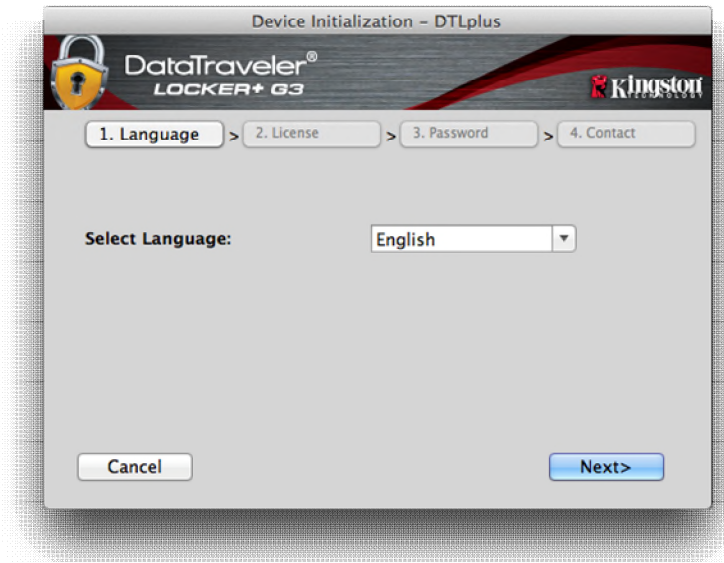 Device Initialization – DTLplus
DataTraveler®
LOCKER+ G3
Kingston
TECHNOLOGY
1. Language > 2. License > 3. Password > 4. Contact
Select Language: English
Cancel Next>